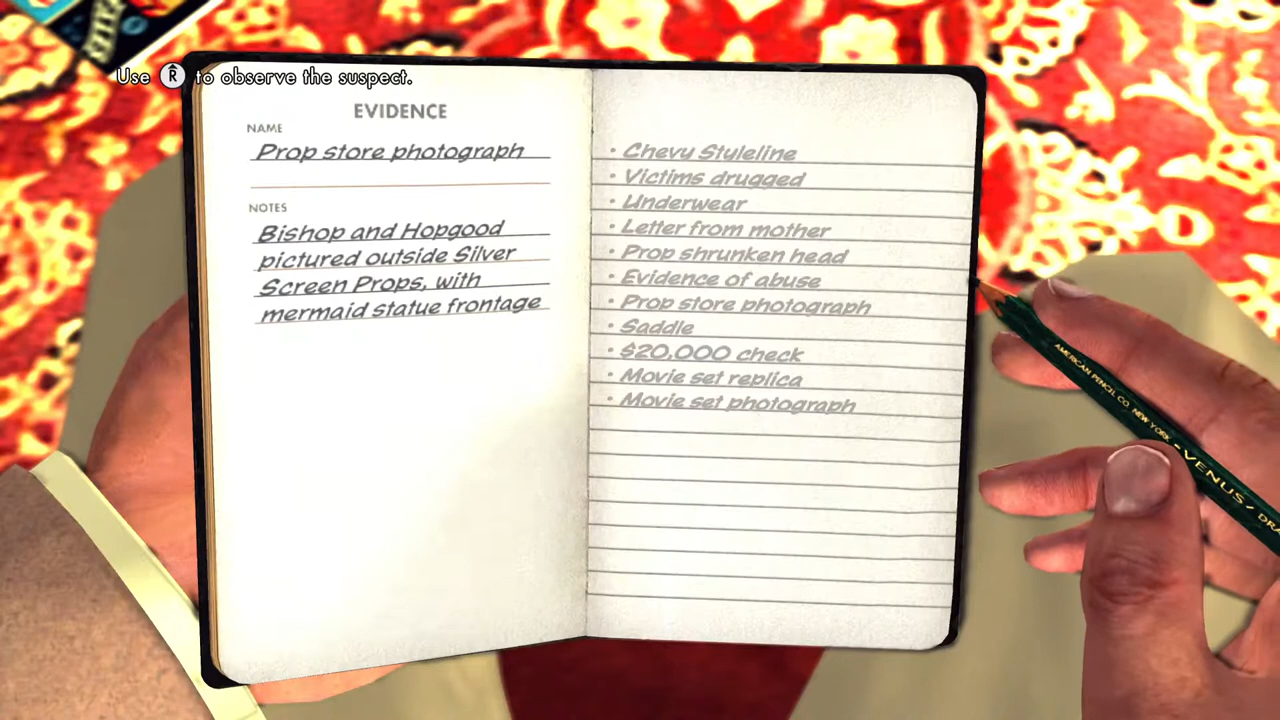 Use R to observe the suspect.
EVIDENCE
NAME
Prop store photograph
NOTES
Bishop and Hopgood
pictured outside Silver
Screen Props, with
mermaid statue frontage
• Chevy Styleline
• Victims drugged
• Underwear
• Letter from mother
• Prop shrunken head
• Evidence of abuse
• Prop store photograph
• Saddle
• $20,000 check
• Movie set replica
• Movie set photograph
AMERICAN PENCIL CO. NEW YORK - VENUS / DRA